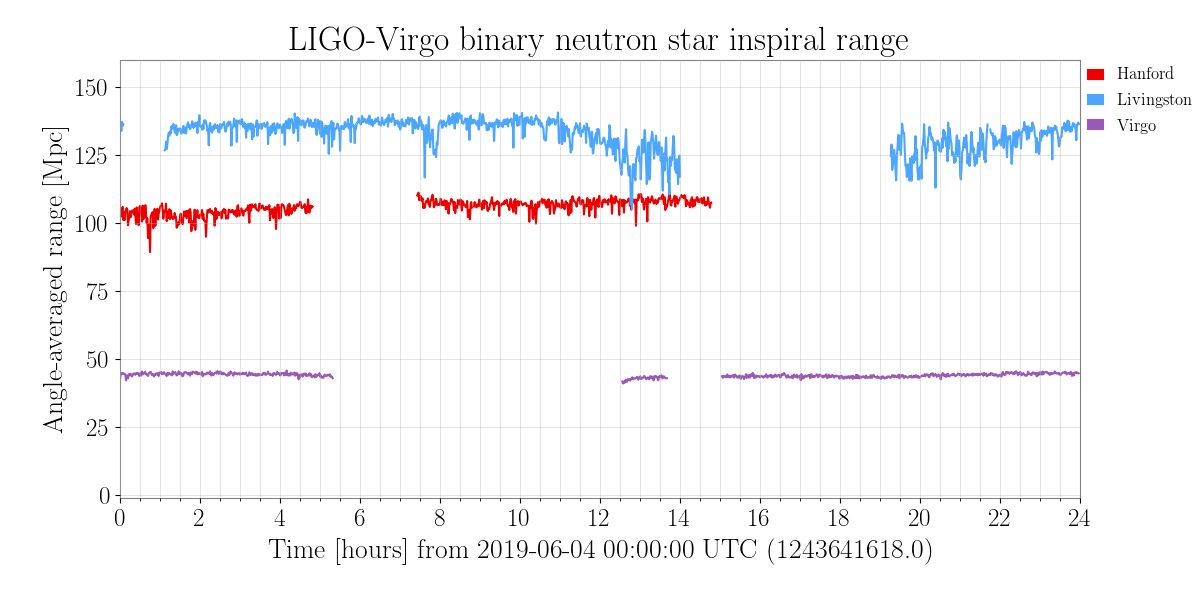 LIGO-Virgo binary neutron star inspiral range
Angle-averaged range [Mpc]
150
125
100
75
50
25
0
0 2 4 6 8 10 12 14 16 18 20 22 24
Time [hours] from 2019-06-04 00:00:00 UTC (1243641618.0)
Hanford
Livingston
Virgo